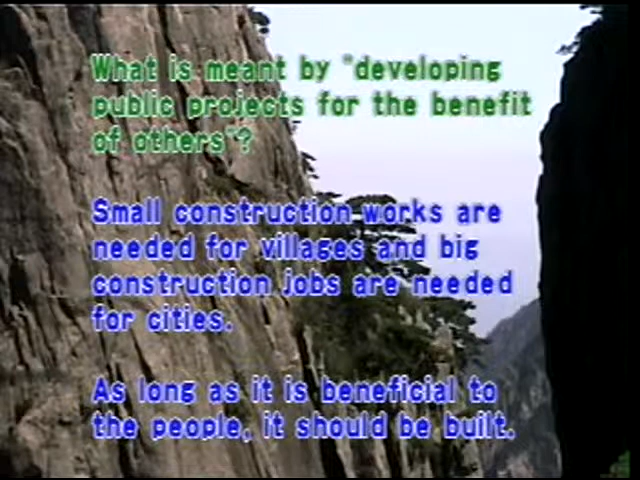 What is meant by "developing
public projects for the benefit
of others"?
Small construction works are
needed for villages and big
construction jobs are needed
for cities.
As long as it is beneficial to
the people, it should be built.